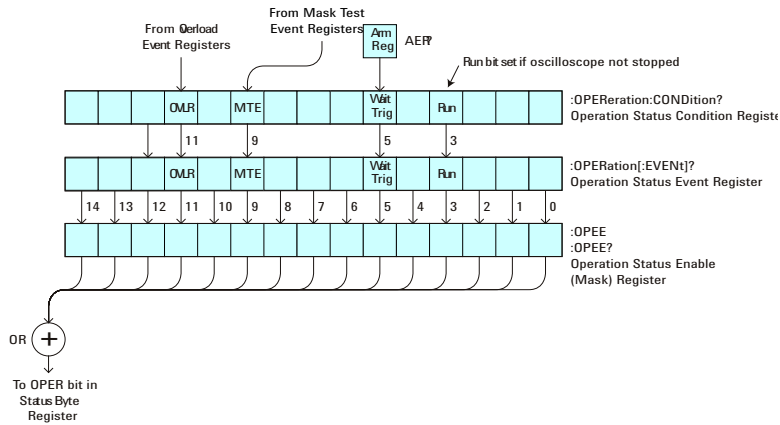 From Overload
Event Registers
From Mask Test
Event Registers
Arm
Reg
AER?
Run bit set if oscilloscope not stopped
OVLR
MTE
Wait
Trig
Run
:OPEReration:CONDition?
Operation Status Condition Registe
11
9
5
3
OVLR
MTE
Wait
Trig
Run
:OPERation[:EVENt]?
Operation Status Event Register
14 13 12 11 10 9 8 7 6 5 4 3 2 1 0
:OPEE
:OPEE?
Operation Status Enable
(Mask) Register
OR +
To OPER bit in
Status Byte
Register